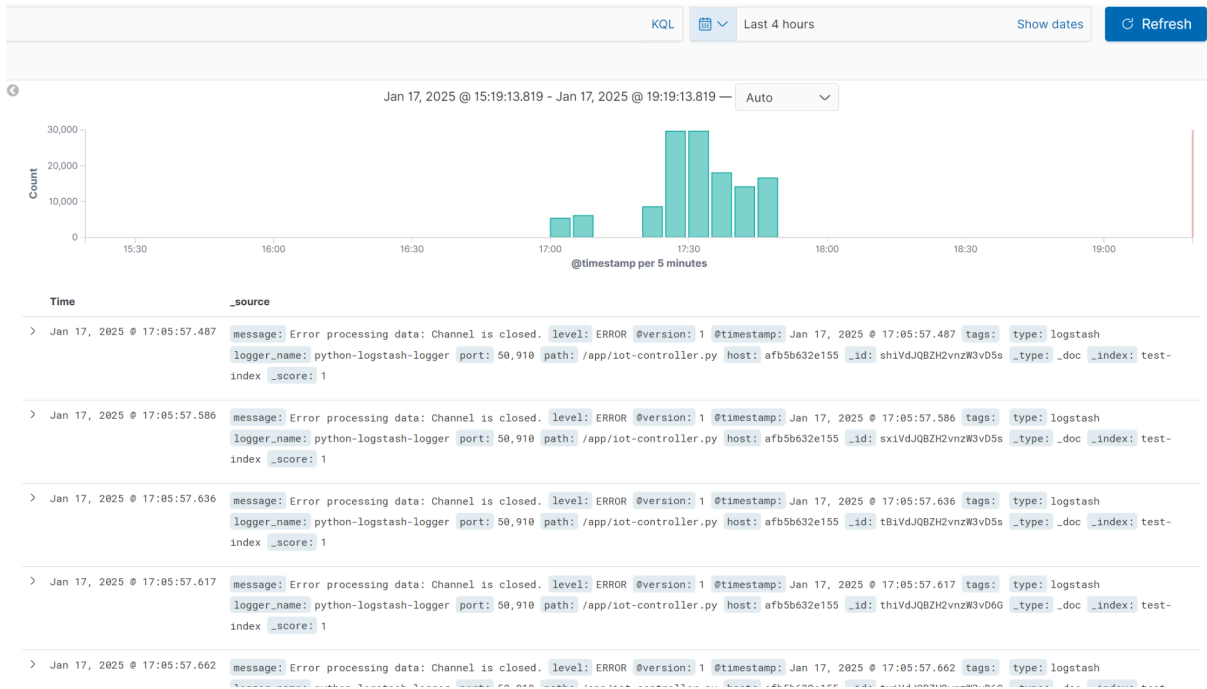 KQL Last 4 hours Show dates Refresh
Jan 17, 2025 @ 15:19:13.819 - Jan 17, 2025 @ 19:19:13.819 — Auto
Count
30,000
20,000
10,000
0
15:30 16:00 16:30 17:00 17:30 18:00 18:30 19:00
@timestamp per 5 minutes
Time _source
Jan 17, 2025 @ 17:05:57.487 message: Error processing data: Channel is closed. level: ERROR @version: 1 @timestamp: Jan 17, 2025 @ 17:05:57.487 tags: type: logstash
logger_name: python-logstash-logger port: 50,910 path: /app/iot-controller.py host: afb5b632e155 _id: shiVdJQBZH2vnzW3vD5s _type: _doc _index: test-
index _score: 1
Jan 17, 2025 @ 17:05:57.586 message: Error processing data: Channel is closed. level: ERROR @version: 1 @timestamp: Jan 17, 2025 @ 17:05:57.586 tags: type: logstash
logger_name: python-logstash-logger port: 50,910 path: /app/iot-controller.py host: afb5b632e155 _id: sxiVdJQBZH2vnzW3vD5s _type: _doc _index: test-
index _score: 1
Jan 17, 2025 @ 17:05:57.636 message: Error processing data: Channel is closed. level: ERROR @version: 1 @timestamp: Jan 17, 2025 @ 17:05:57.636 tags: type: logstash
logger_name: python-logstash-logger port: 50,910 path: /app/iot-controller.py host: afb5b632e155 _id: tBiVdJQBZH2vnzW3vD5s _type: _doc _index: test-
index _score: 1
Jan 17, 2025 @ 17:05:57.617 message: Error processing data: Channel is closed. level: ERROR @version: 1 @timestamp: Jan 17, 2025 @ 17:05:57.617 tags: type: logstash
logger_name: python-logstash-logger port: 50,910 path: /app/iot-controller.py host: afb5b632e155 _id: thiVdJQBZH2vnzW3vD6G _type: _doc _index: test-
index _score: 1
Jan 17, 2025 @ 17:05:57.662 message: Error processing data: Channel is closed. level: ERROR @version: 1 @timestamp: Jan 17, 2025 @ 17:05:57.662 tags: type: logstash